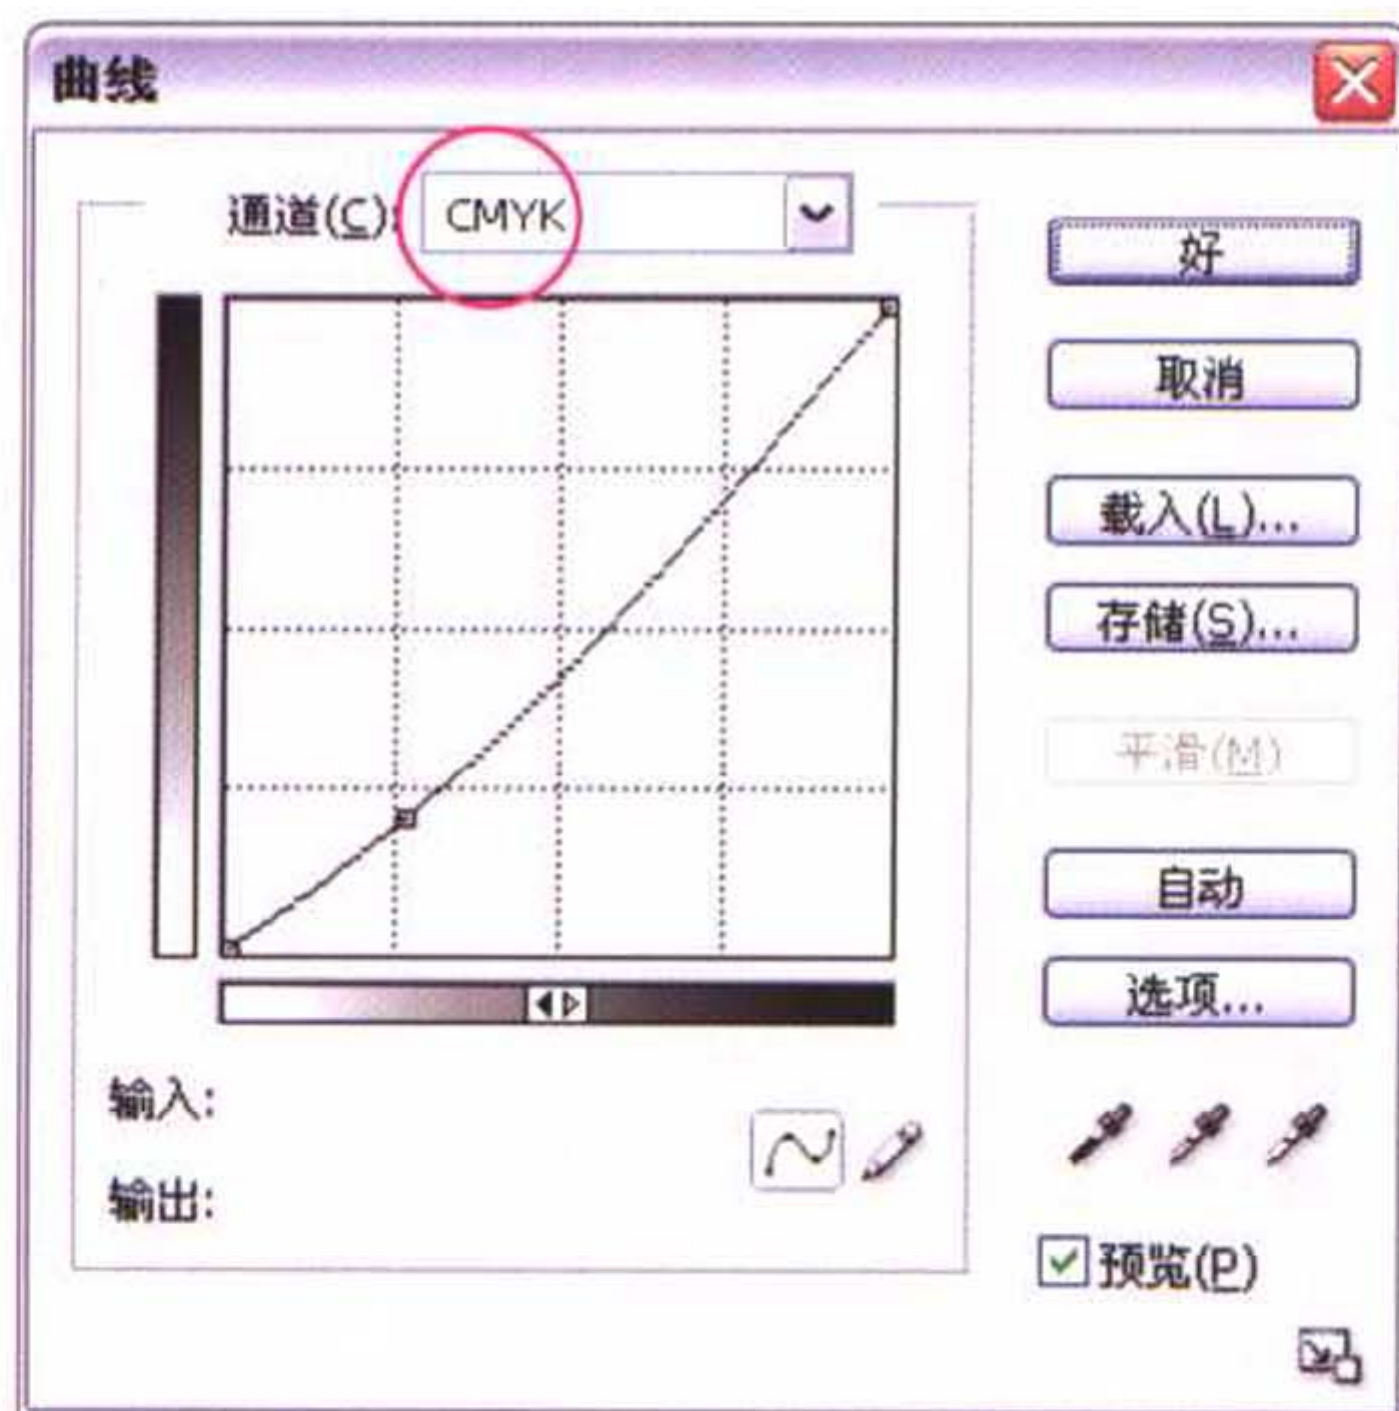 曲线
通道(C): CMYK
好
取消
载入(L)...
存储(S)...
平滑(M)
自动
选项...
输入:
输出:
预览(P)